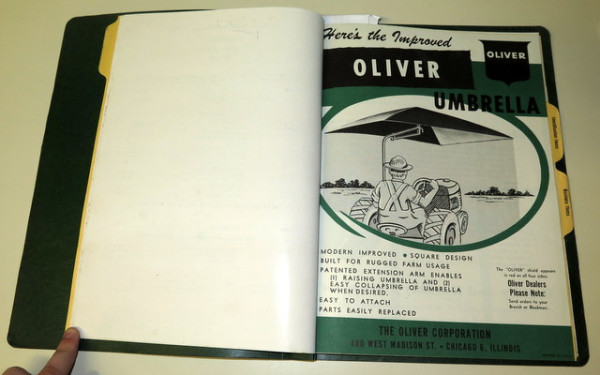 Here's the Improved
OLIVER
OLIVER
UMBRELLA
MODERN IMPROVED • SQUARE DESIGN
BUILT FOR RUGGED FARM USAGE
PATENTED EXTENSION ARM ENABLES
(1) RAISING UMBRELLA AND (2)
EASY COLLAPSING OF UMBRELLA
WHEN DESIRED.
EASY TO ATTACH
PARTS EASILY REPLACED
The "OLIVER" shield appears
in red on all four sides.
Oliver Dealers
Please Note:
Send orders to your
Branch or Blockman.
THE OLIVER CORPORATION
400 WEST MADISON ST. • CHICAGO 6, ILLINOIS